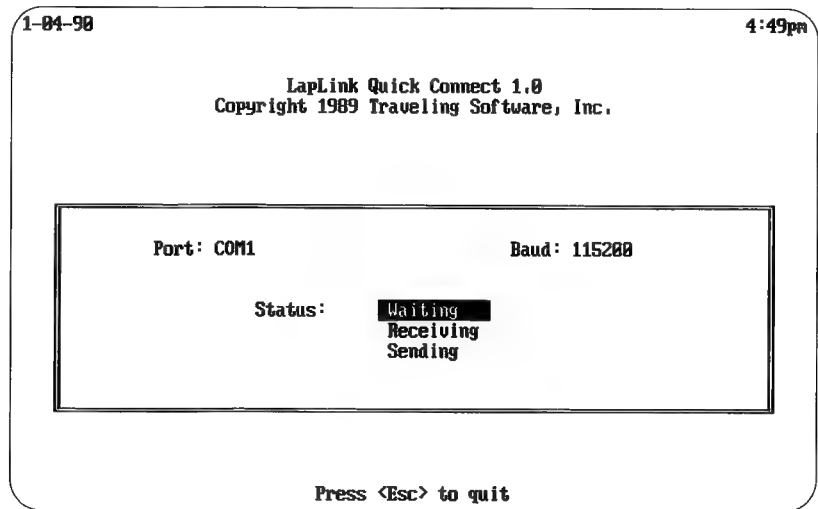 1-04-90 4:49pm
LapLink Quick Connect 1.0
Copyright 1989 Traveling Software, Inc.
Port: COM1 Baud: 115200
Status: Waiting
Receiving
Sending
Press <Esc> to quit